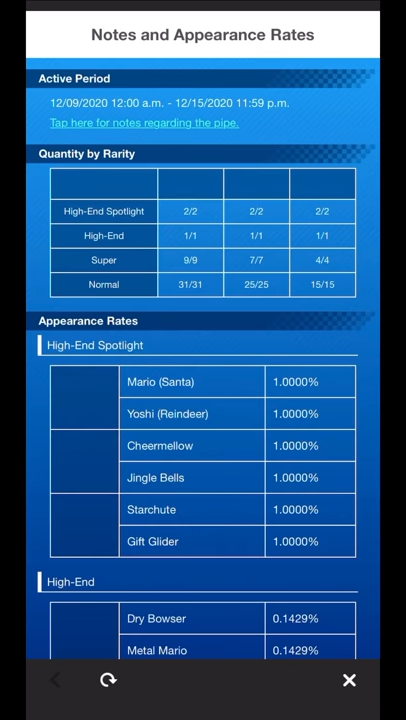 Notes and Appearance Rates
Active Period
12/09/2020 12:00 a.m. - 12/15/2020 11:59 p.m.
Tap here for notes regarding the pipe.
Quantity by Rarity
High-End Spotlight 2/2 2/2 2/2
High-End 1/1 1/1 1/1
Super 9/9 7/7 4/4
Normal 31/31 25/25 15/15
Appearance Rates
High-End Spotlight
Mario (Santa) 1.0000%
Yoshi (Reindeer) 1.0000%
Cheermellow 1.0000%
Jingle Bells 1.0000%
Starchute 1.0000%
Gift Glider 1.0000%
High-End
Dry Bowser 0.1429%
Metal Mario 0.1429%